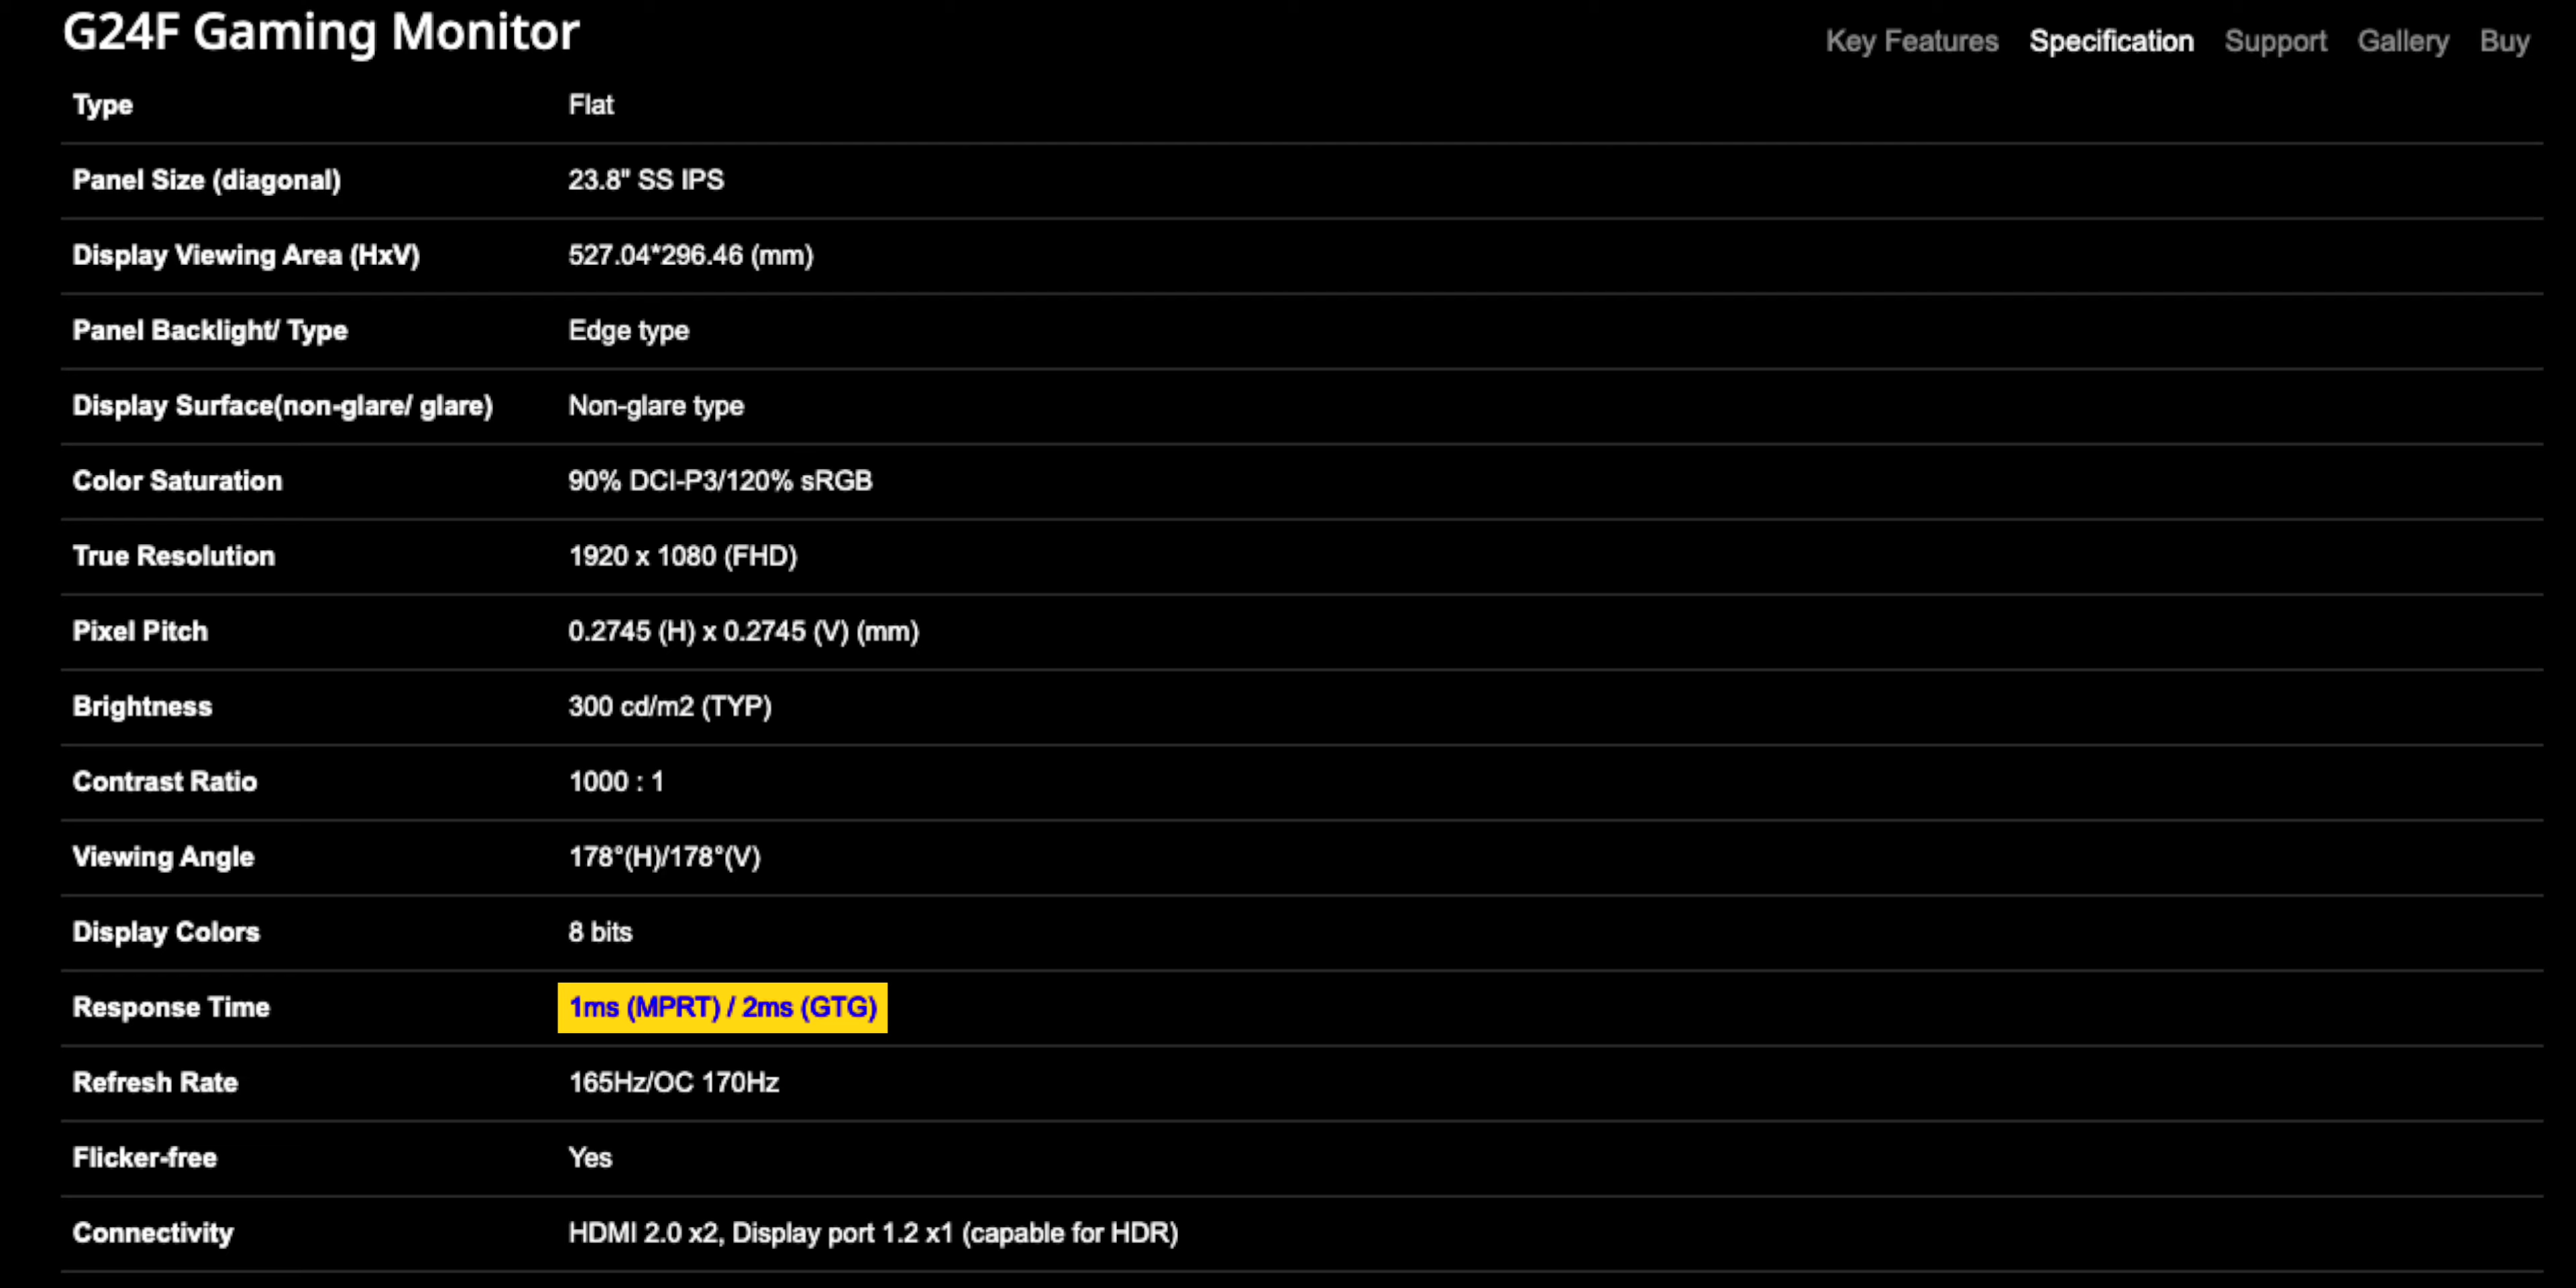 G24F Gaming Monitor
Key Features Specification Support Gallery Buy
Type Flat
Panel Size (diagonal) 23.8" SS IPS
Display Viewing Area (HxV) 527.04*296.46 (mm)
Panel Backlight/ Type Edge type
Display Surface(non-glare/ glare) Non-glare type
Color Saturation 90% DCI-P3/120% sRGB
True Resolution 1920 x 1080 (FHD)
Pixel Pitch 0.2745 (H) x 0.2745 (V) (mm)
Brightness 300 cd/m2 (TYP)
Contrast Ratio 1000 : 1
Viewing Angle 178°(H)/178°(V)
Display Colors 8 bits
Response Time 1ms (MPRT) / 2ms (GTG)
Refresh Rate 165Hz/OC 170Hz
Flicker-free Yes
Connectivity HDMI 2.0 x2, Display port 1.2 x1 (capable for HDR)